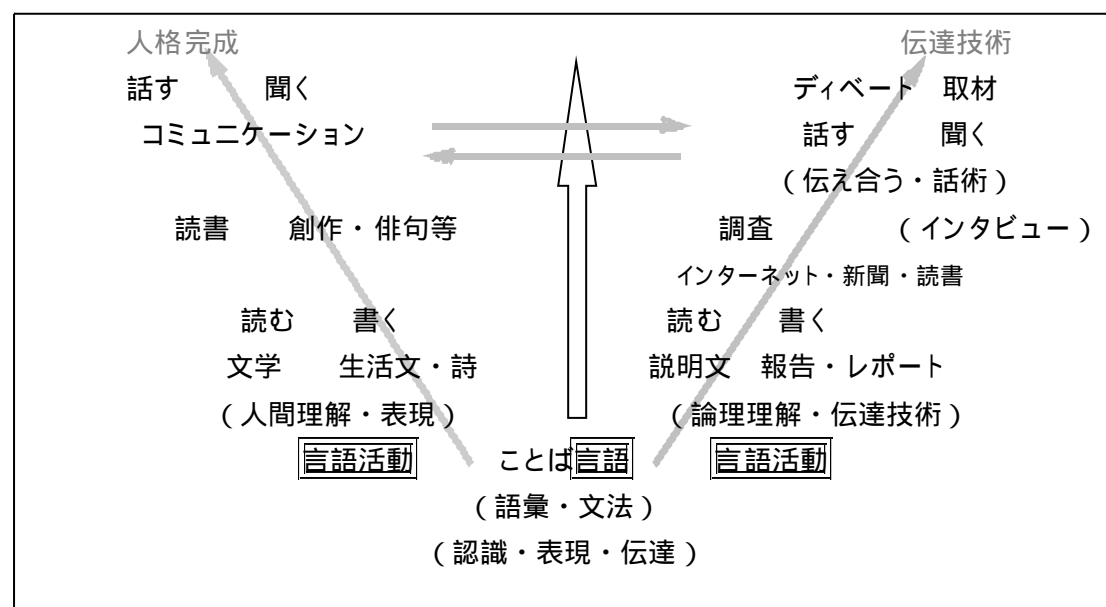 人格完成 伝達技術
話す 聞く ディベート 取材
コミュニケーション 話す 聞く
(伝え合う・話術)
読書 創作・俳句等 調査 (インタビュー)
インターネット・新聞・読書
読む 書く 読む 書く
文学 生活文・詩 説明文 報告・レポート
(人間理解・表現) (論理理解・伝達技術)
言語活動 ことば言語 言語活動
(語彙・文法)
(認識・表現・伝達)